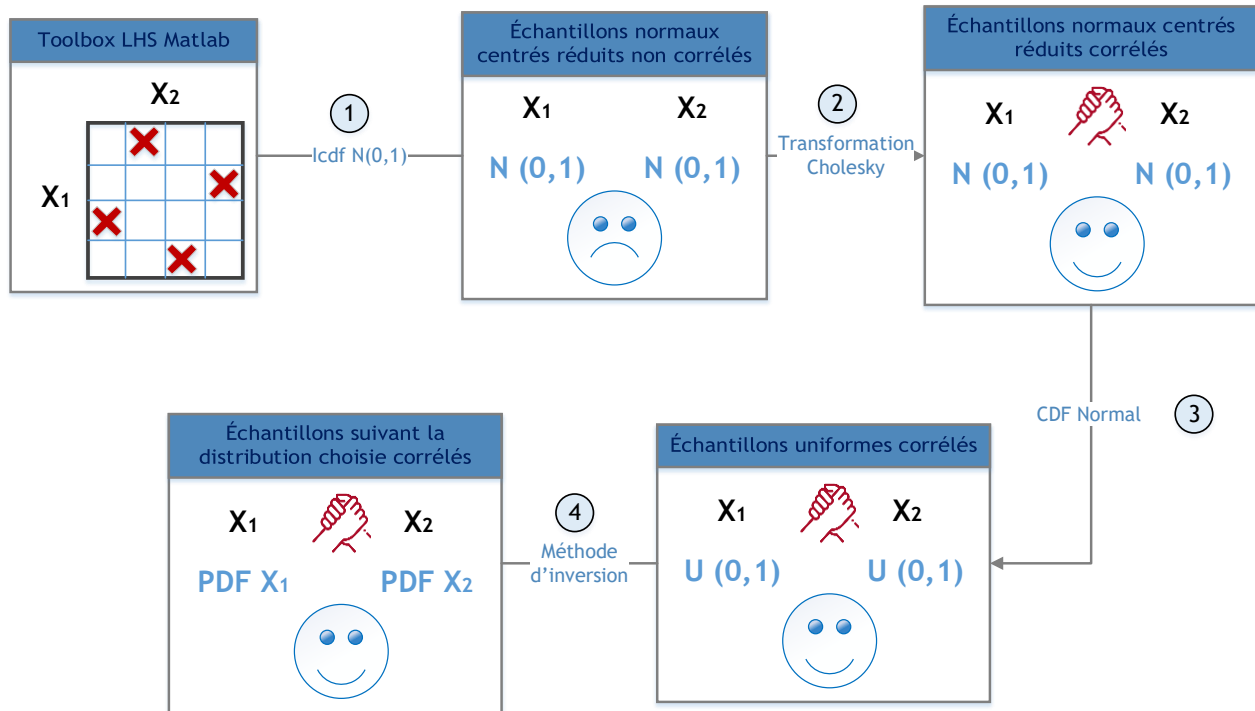 Toolbox LHS Matlab
X2
X1
1
Icdf N(0,1)
Échantillons normaux
centrés réduits non corrélés
X1 X2
N (0,1) N (0,1)
2
Transformation
Cholesky
Échantillons normaux centrés
réduits corrélés
X1 X2
N (0,1) N (0,1)
CDF Normal
3
Échantillons uniformes corrélés
X1 X2
U (0,1) U (0,1)
4
Méthode
d'inversion
Échantillons suivant la
distribution choisie corrélés
X1 X2
PDF X1 PDF X2